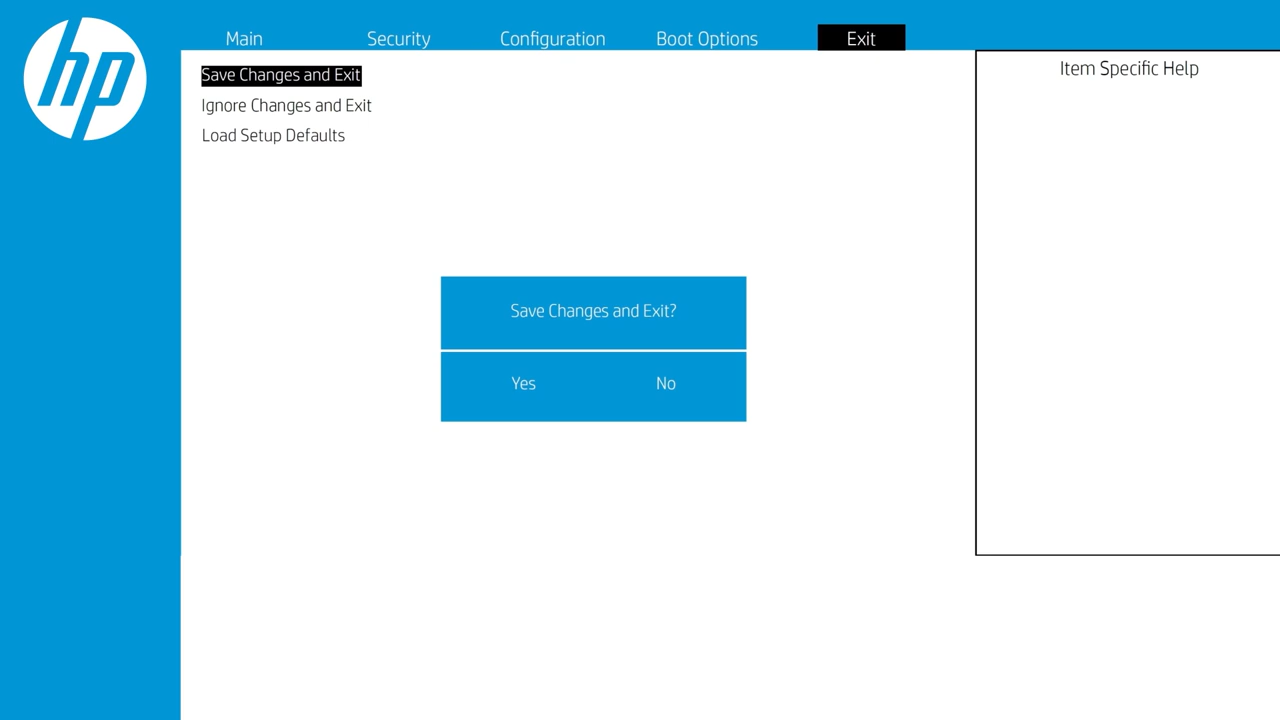 hp
Main Security Configuration Boot Options Exit
Save Changes and Exit
Ignore Changes and Exit
Load Setup Defaults
Item Specific Help
Save Changes and Exit?
Yes No